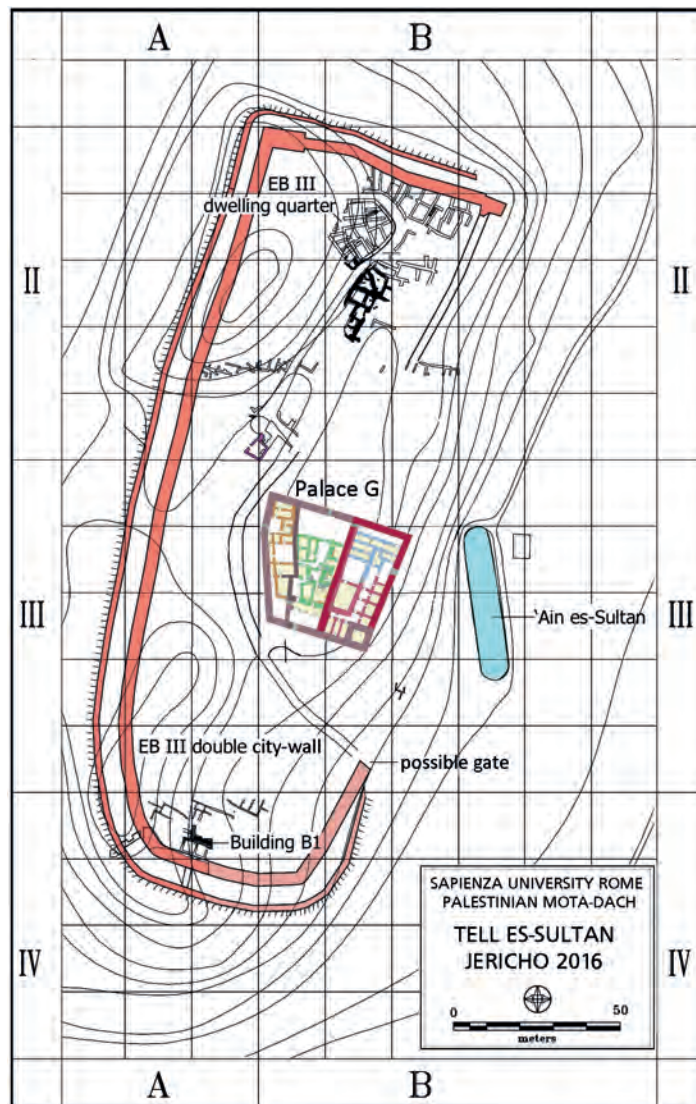 A B
EB III
dwelling quarter
II II
Palace G
III III
'Ain es-Sultan
EB III double city-wall
possible gate
Building B1
SAPIENZA UNIVERSITY ROME
PALESTINIAN MOTA-DACH
TELL ES-SULTAN
JERICHO 2016
IV IV
0 50
meters
A B